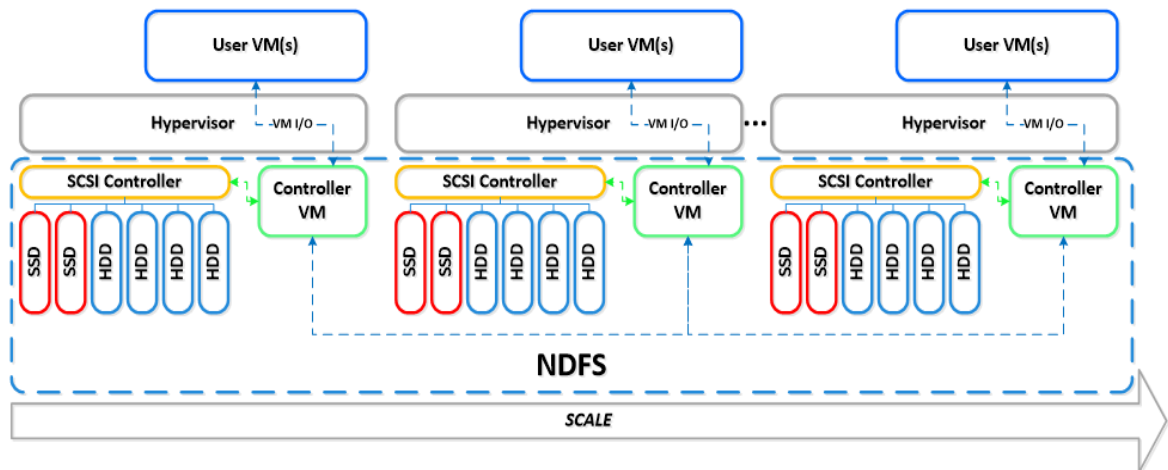 User VM(s)
User VM(s)
User VM(s)
Hypervisor
VM I/O
Hypervisor
VM I/O
...
Hypervisor
VM I/O
SCSI Controller
Controller
VM
SCSI Controller
Controller
VM
SCSI Controller
Controller
VM
SSD
SSD
HDD
HDD
HDD
HDD
SSD
SSD
HDD
HDD
HDD
HDD
SSD
SSD
HDD
HDD
HDD
HDD
NDFS
SCALE